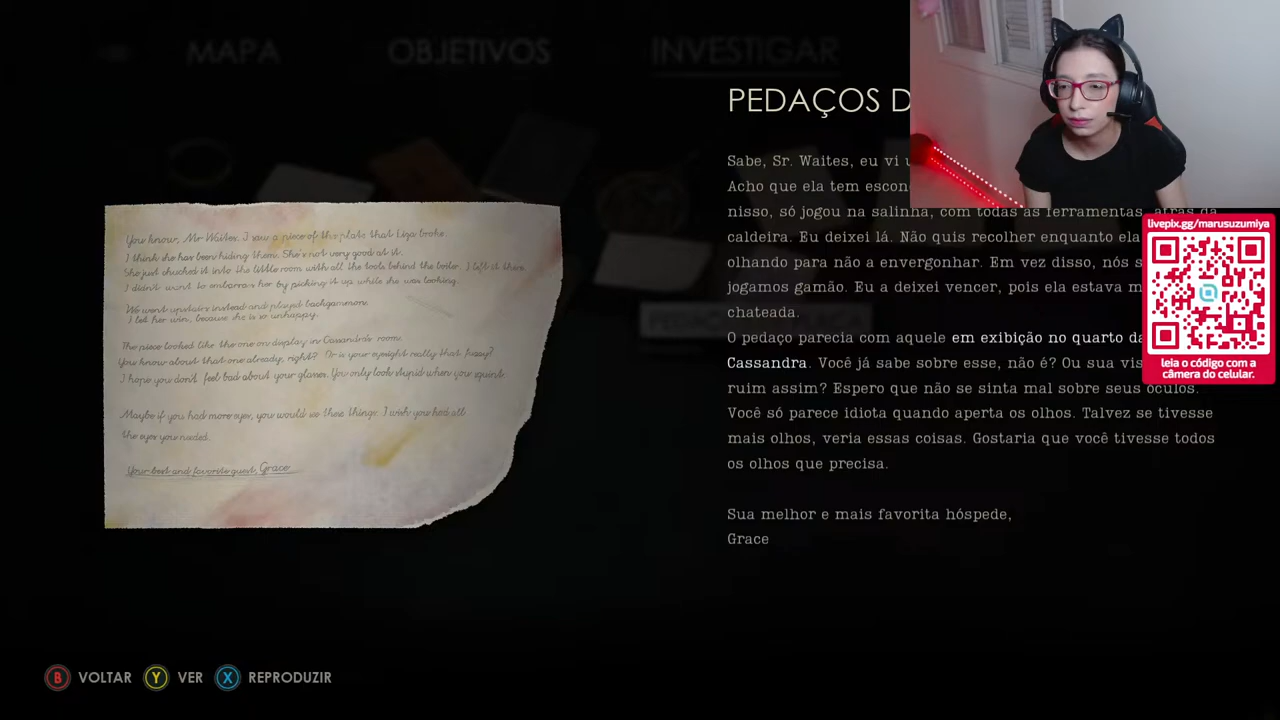 MAPA
OBJETIVOS
INVESTIGAR
PEDAÇOS D
Sabe, Sr. Waites, eu vi
Acho que ela tem
nisso, só jogou na salinha, com todas as ferramentas, atrás da
caldeira. Eu deixei lá. Não quis recolher enquanto ela
olhando para não a envergonhar. Em vez disso, nós
jogamos gamão. Eu a deixei vencer, pois ela estava
chateada.
O pedaço parecia com aquele em exibição no quarto da
Cassandra. Você já sabe sobre esse, não é? Ou sua
ruim assim? Espero que não se sinta mal sobre seus óculos.
Você só parece idiota quando aperta os olhos. Talvez se tivesse
mais olhos, veria essas coisas. Gostaria que você tivesse todos
os olhos que precisa.
Sua melhor e mais favorita hóspede,
Grace
You know, Mr Waites. I saw a piece of the plate that Liza broke.
I think she has been hiding them. She's not very good at it.
She just chucked it into the little room with all the tools behind the boiler. I left it there
I didn't want to embarrass her by picking it up while she was looking.
We went upstairs instead and played backgammon.
I let her win, because she is so unhappy.
The piece looked like the one on display in Cassandra's room.
You know about that one already, right? Or is your eyesight really that fuzzy?
I hope you don't feel bad about your glasses. You only look stupid when your squint.
Maybe if you had more eyes, you would see these things. I wish you had all
the eyes you needed.
Your best and favorite guest, Grace
livepix.gg/marusuzumiya
leia o código com a
câmera do celular.
B VOLTAR Y VER X REPRODUZIR